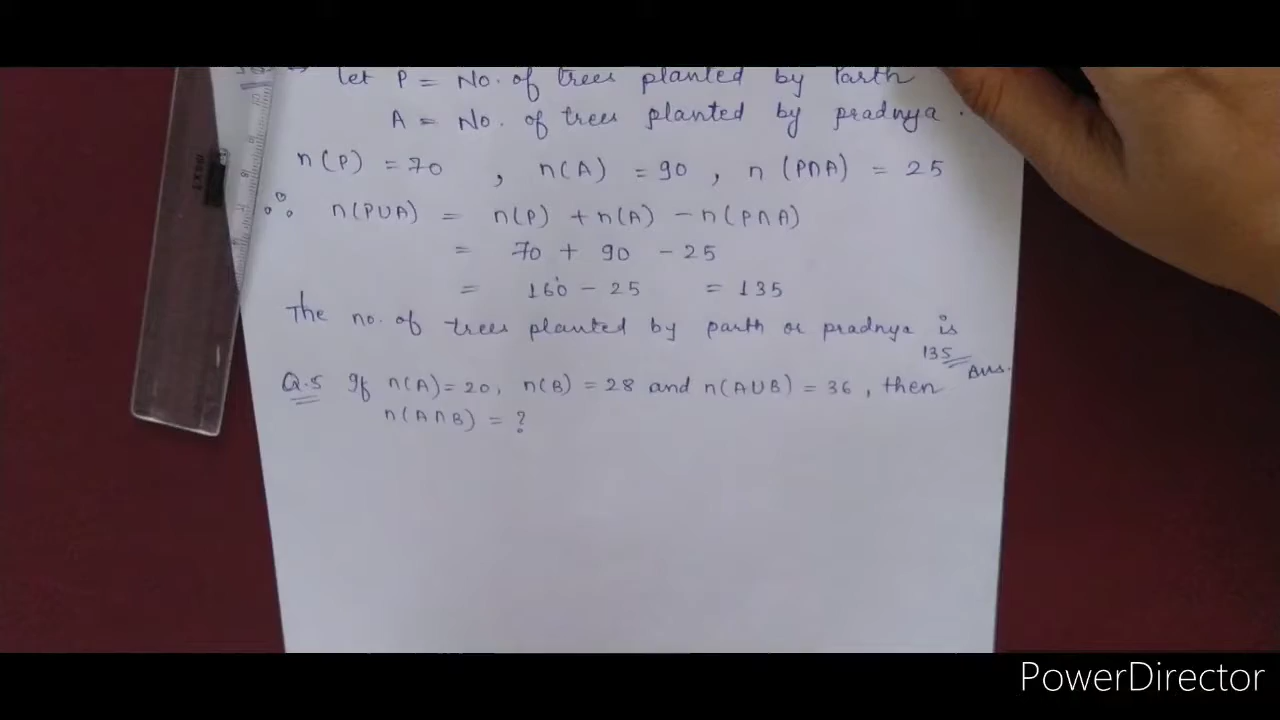 let P = No. of trees planted by Parth
A = No. of trees planted by pradnya.
n(P) = 70 , n(A) = 90 , n (P∩A) = 25
∴ n(P∪A) = n(P) + n(A) - n(P∩A)
= 70 + 90 - 25
= 160 - 25 = 135
The no. of trees planted by parth or pradnya is
135 Ans.
Q.5 If n(A)= 20, n(B) = 28 and n(A∪B) = 36 , then
n(A∩B) = ?
PowerDirector